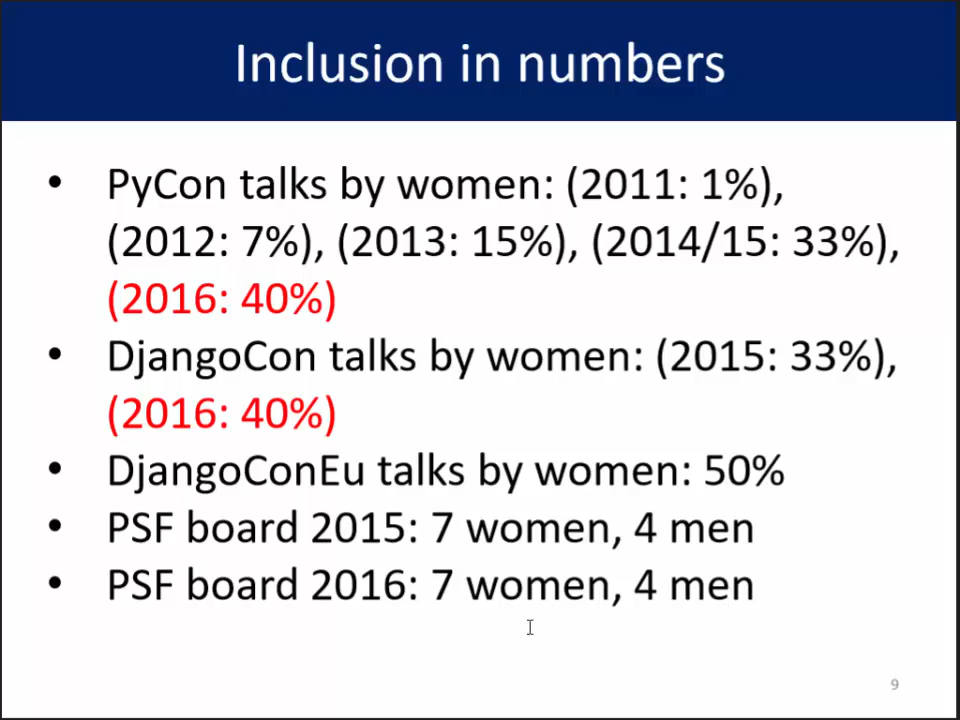 Inclusion in numbers
• PyCon talks by women: (2011: 1%),
(2012: 7%), (2013: 15%), (2014/15: 33%),
(2016: 40%)
• DjangoCon talks by women: (2015: 33%),
(2016: 40%)
• DjangoConEu talks by women: 50%
• PSF board 2015: 7 women, 4 men
• PSF board 2016: 7 women, 4 men
9